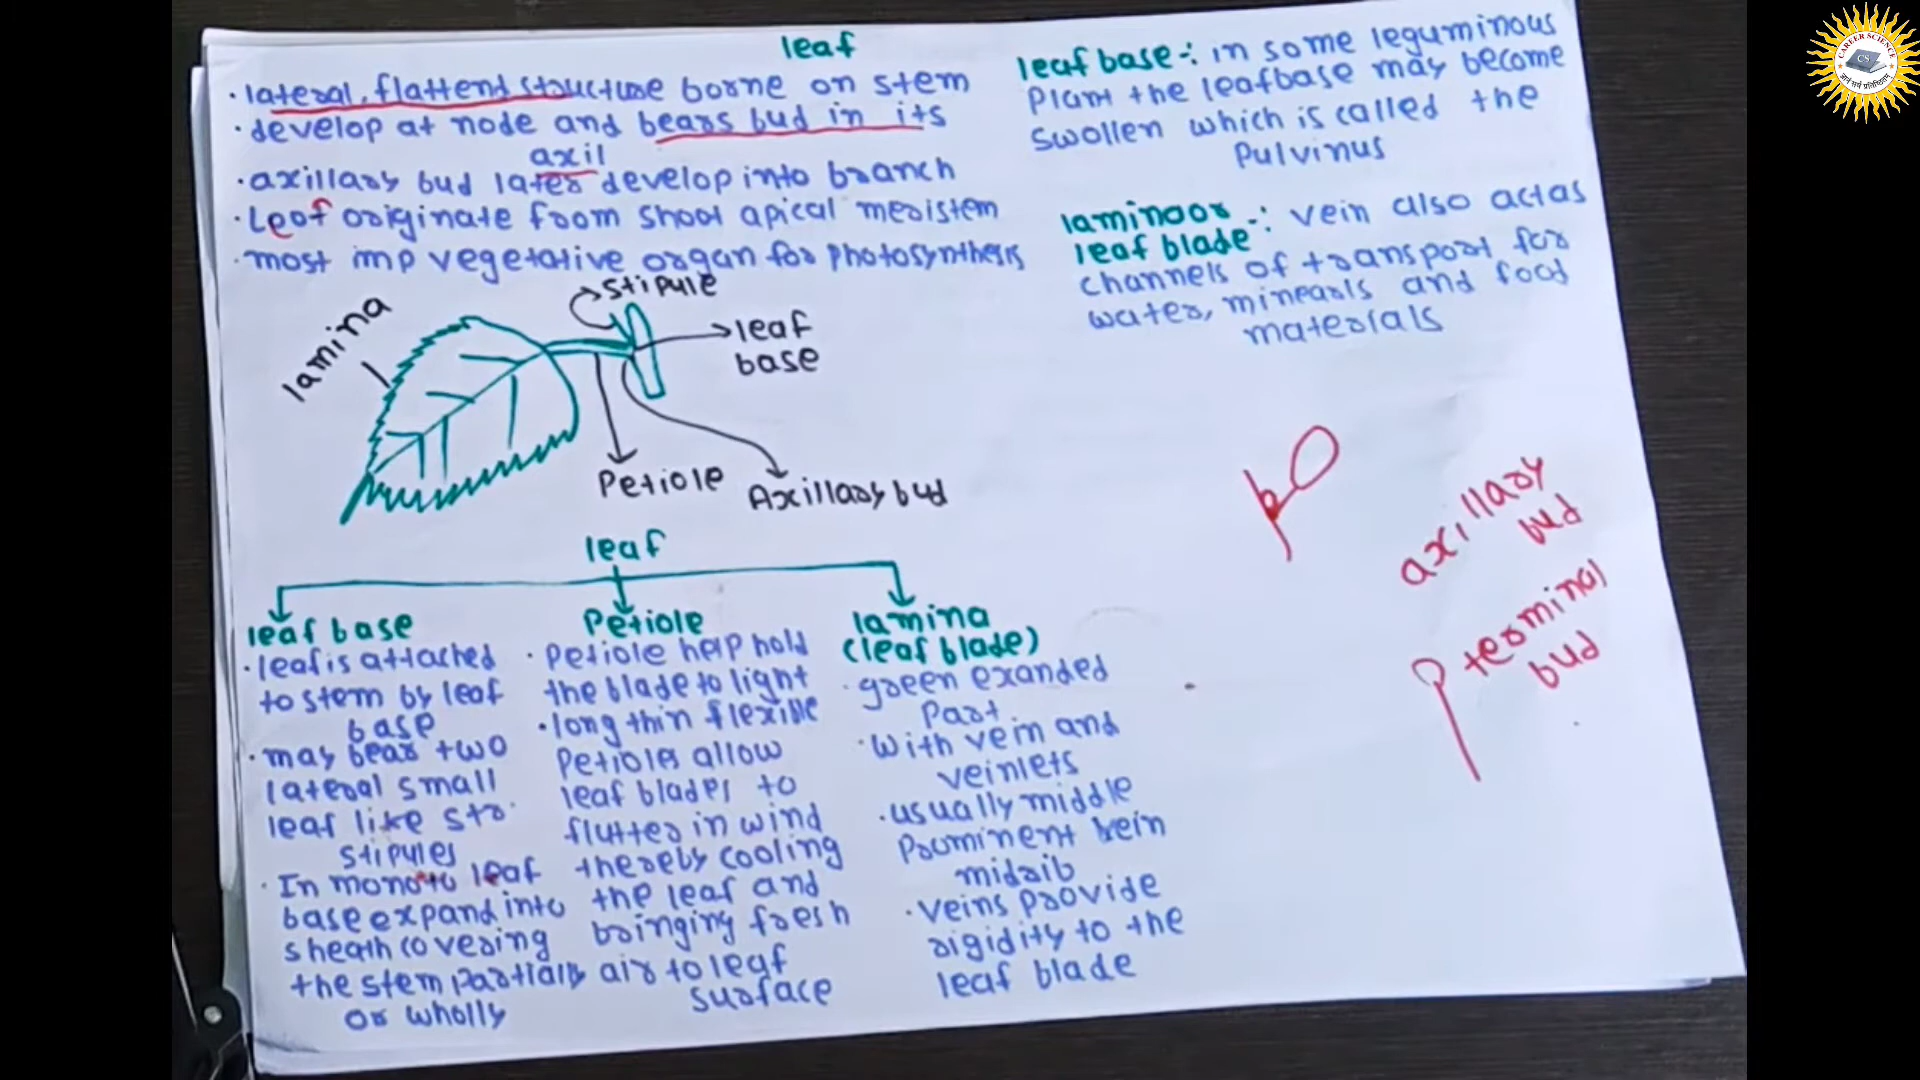 leaf
· lateral, flattend structure borne on stem
· develop at node and bears bud in its
axil
· axillary bud later develop into branch
· Leaf originate from shoot apical meristem
· most imp vegetative organ for photosynthesis
lamina
stipule
leaf
base
Petiole
Axillary bud
leaf
leaf base
· leaf is attached
to stem by leaf
base
· may bear two
lateral small
leaf like str.
stipules
· In monoto leaf
base expand into
sheath covering
the stem partially
or wholly
Petiole
· Petiole help hold
the blade to light
· long thin flexible
Petioles allow
leaf blades to
flutter in wind
thereby cooling
the leaf and
bringing fresh
air to leaf
surface
lamina
(leaf blade)
· green exanded
Part
· with vein and
veinlets
· usually middle
Prominent vein
midrib
· veins provide
rigidity to the
leaf blade
leaf base -: in some leguminous
Plant the leafbase may become
swollen which is called the
Pulvinus
lamina or
leaf blade -: vein also act as
channels of transport for
water, minearls and food
materials
axillary
bud
terminal
bud
CAREER SCIENCE
CS